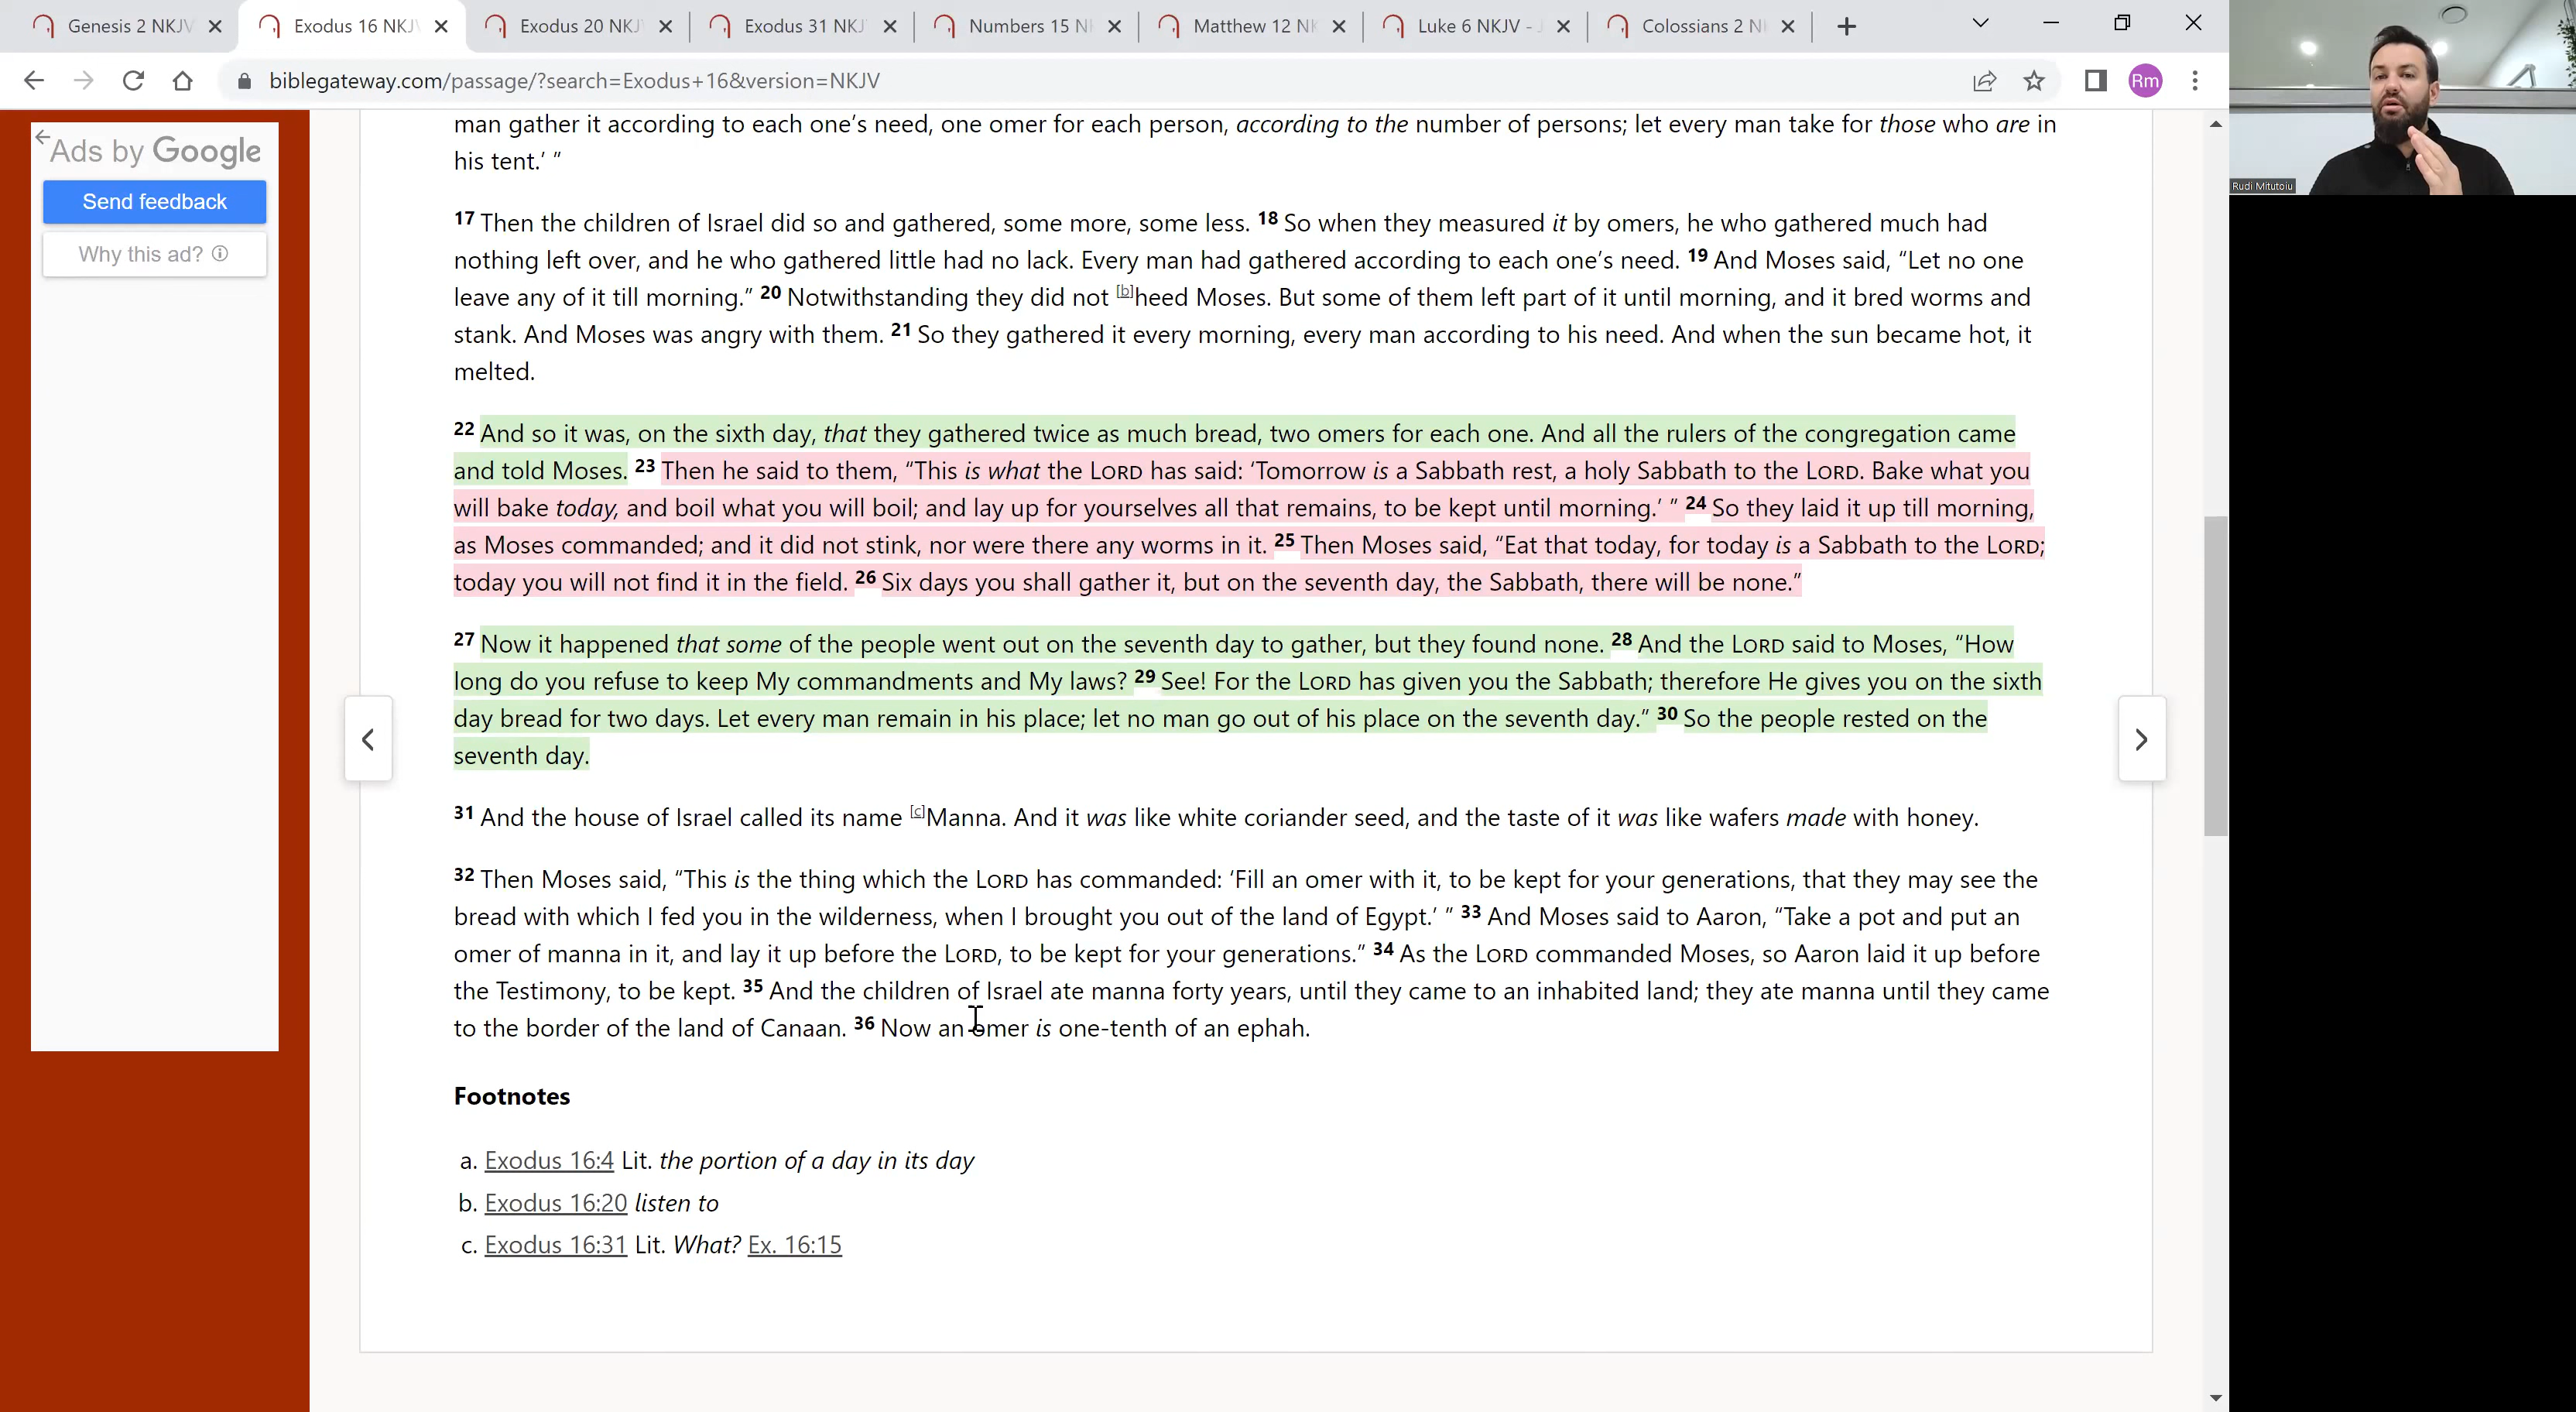 Genesis 2 NKJV
Exodus 16 NKJV
Exodus 20 NKJ
Exodus 31 NKJ
Numbers 15 N
Matthew 12 NK
Luke 6 NKJV - J
Colossians 2 N
biblegateway.com/passage/?search=Exodus+16&version=NKJV
Rm
Rudi Mitutoiu
Ads by Google
Send feedback
Why this ad?
man gather it according to each one’s need, one omer for each person, according to the number of persons; let every man take for those who are in
his tent.’ ”
17 Then the children of Israel did so and gathered, some more, some less. 18 So when they measured it by omers, he who gathered much had
nothing left over, and he who gathered little had no lack. Every man had gathered according to each one’s need. 19 And Moses said, “Let no one
leave any of it till morning.” 20 Notwithstanding they did not [b]heed Moses. But some of them left part of it until morning, and it bred worms and
stank. And Moses was angry with them. 21 So they gathered it every morning, every man according to his need. And when the sun became hot, it
melted.
22 And so it was, on the sixth day, that they gathered twice as much bread, two omers for each one. And all the rulers of the congregation came
and told Moses. 23 Then he said to them, “This is what the LORD has said: ‘Tomorrow is a Sabbath rest, a holy Sabbath to the LORD. Bake what you
will bake today, and boil what you will boil; and lay up for yourselves all that remains, to be kept until morning.’ ” 24 So they laid it up till morning,
as Moses commanded; and it did not stink, nor were there any worms in it. 25 Then Moses said, “Eat that today, for today is a Sabbath to the LORD;
today you will not find it in the field. 26 Six days you shall gather it, but on the seventh day, the Sabbath, there will be none.”
27 Now it happened that some of the people went out on the seventh day to gather, but they found none. 28 And the LORD said to Moses, “How
long do you refuse to keep My commandments and My laws? 29 See! For the LORD has given you the Sabbath; therefore He gives you on the sixth
day bread for two days. Let every man remain in his place; let no man go out of his place on the seventh day.” 30 So the people rested on the
seventh day.
31 And the house of Israel called its name [c]Manna. And it was like white coriander seed, and the taste of it was like wafers made with honey.
32 Then Moses said, “This is the thing which the LORD has commanded: ‘Fill an omer with it, to be kept for your generations, that they may see the
bread with which I fed you in the wilderness, when I brought you out of the land of Egypt.’ ” 33 And Moses said to Aaron, “Take a pot and put an
omer of manna in it, and lay it up before the LORD, to be kept for your generations.” 34 As the LORD commanded Moses, so Aaron laid it up before
the Testimony, to be kept. 35 And the children of Israel ate manna forty years, until they came to an inhabited land; they ate manna until they came
to the border of the land of Canaan. 36 Now an omer is one-tenth of an ephah.
Footnotes
a. Exodus 16:4 Lit. the portion of a day in its day
b. Exodus 16:20 listen to
c. Exodus 16:31 Lit. What? Ex. 16:15